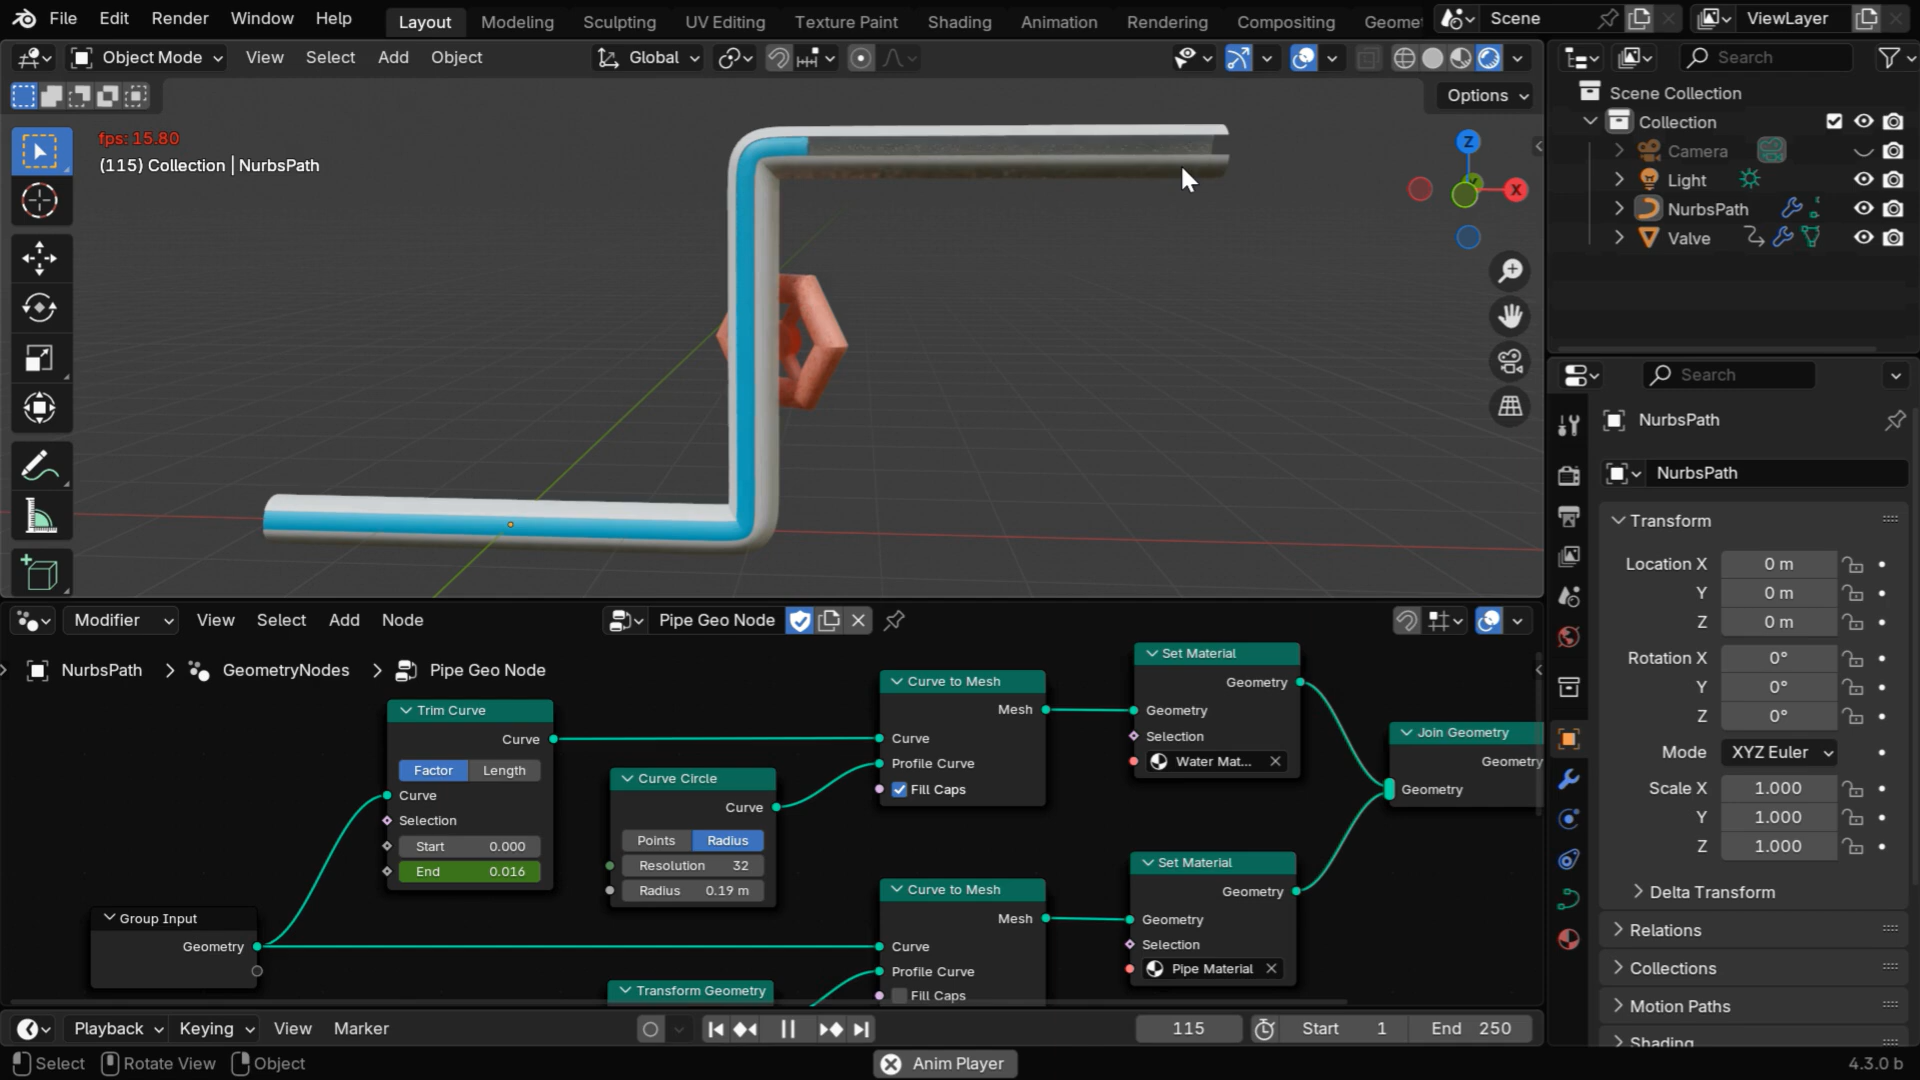 File Edit Render Window Help Layout Modeling Sculpting UV Editing Texture Paint Shading Animation Rendering Compositing Geomet Scene ViewLayer
Object Mode View Select Add Object Global
Options
fps: 15.80
(115) Collection | NurbsPath
Z
X
Search
Scene Collection
Collection
Camera
Light
NurbsPath
Valve
Search
NurbsPath
NurbsPath
Transform
Location X 0 m
Y 0 m
Z 0 m
Rotation X 0°
Y 0°
Z 0°
Mode XYZ Euler
Scale X 1.000
Y 1.000
Z 1.000
Delta Transform
Relations
Collections
Motion Paths
Shading
Modifier View Select Add Node Pipe Geo Node
NurbsPath > GeometryNodes > Pipe Geo Node
Trim Curve
Curve
Factor Length
Curve
Selection
Start 0.000
End 0.016
Group Input
Geometry
Curve Circle
Curve
Points Radius
Resolution 32
Radius 0.19 m
Transform Geometry
Curve to Mesh
Mesh
Curve
Profile Curve
Fill Caps
Curve to Mesh
Mesh
Curve
Profile Curve
Fill Caps
Set Material
Geometry
Geometry
Selection
Water Mat...
Set Material
Geometry
Geometry
Selection
Pipe Material
Join Geometry
Geometry
Geometry
Playback Keying View Marker 115 Start 1 End 250
Select Rotate View Object Anim Player 4.3.0 b